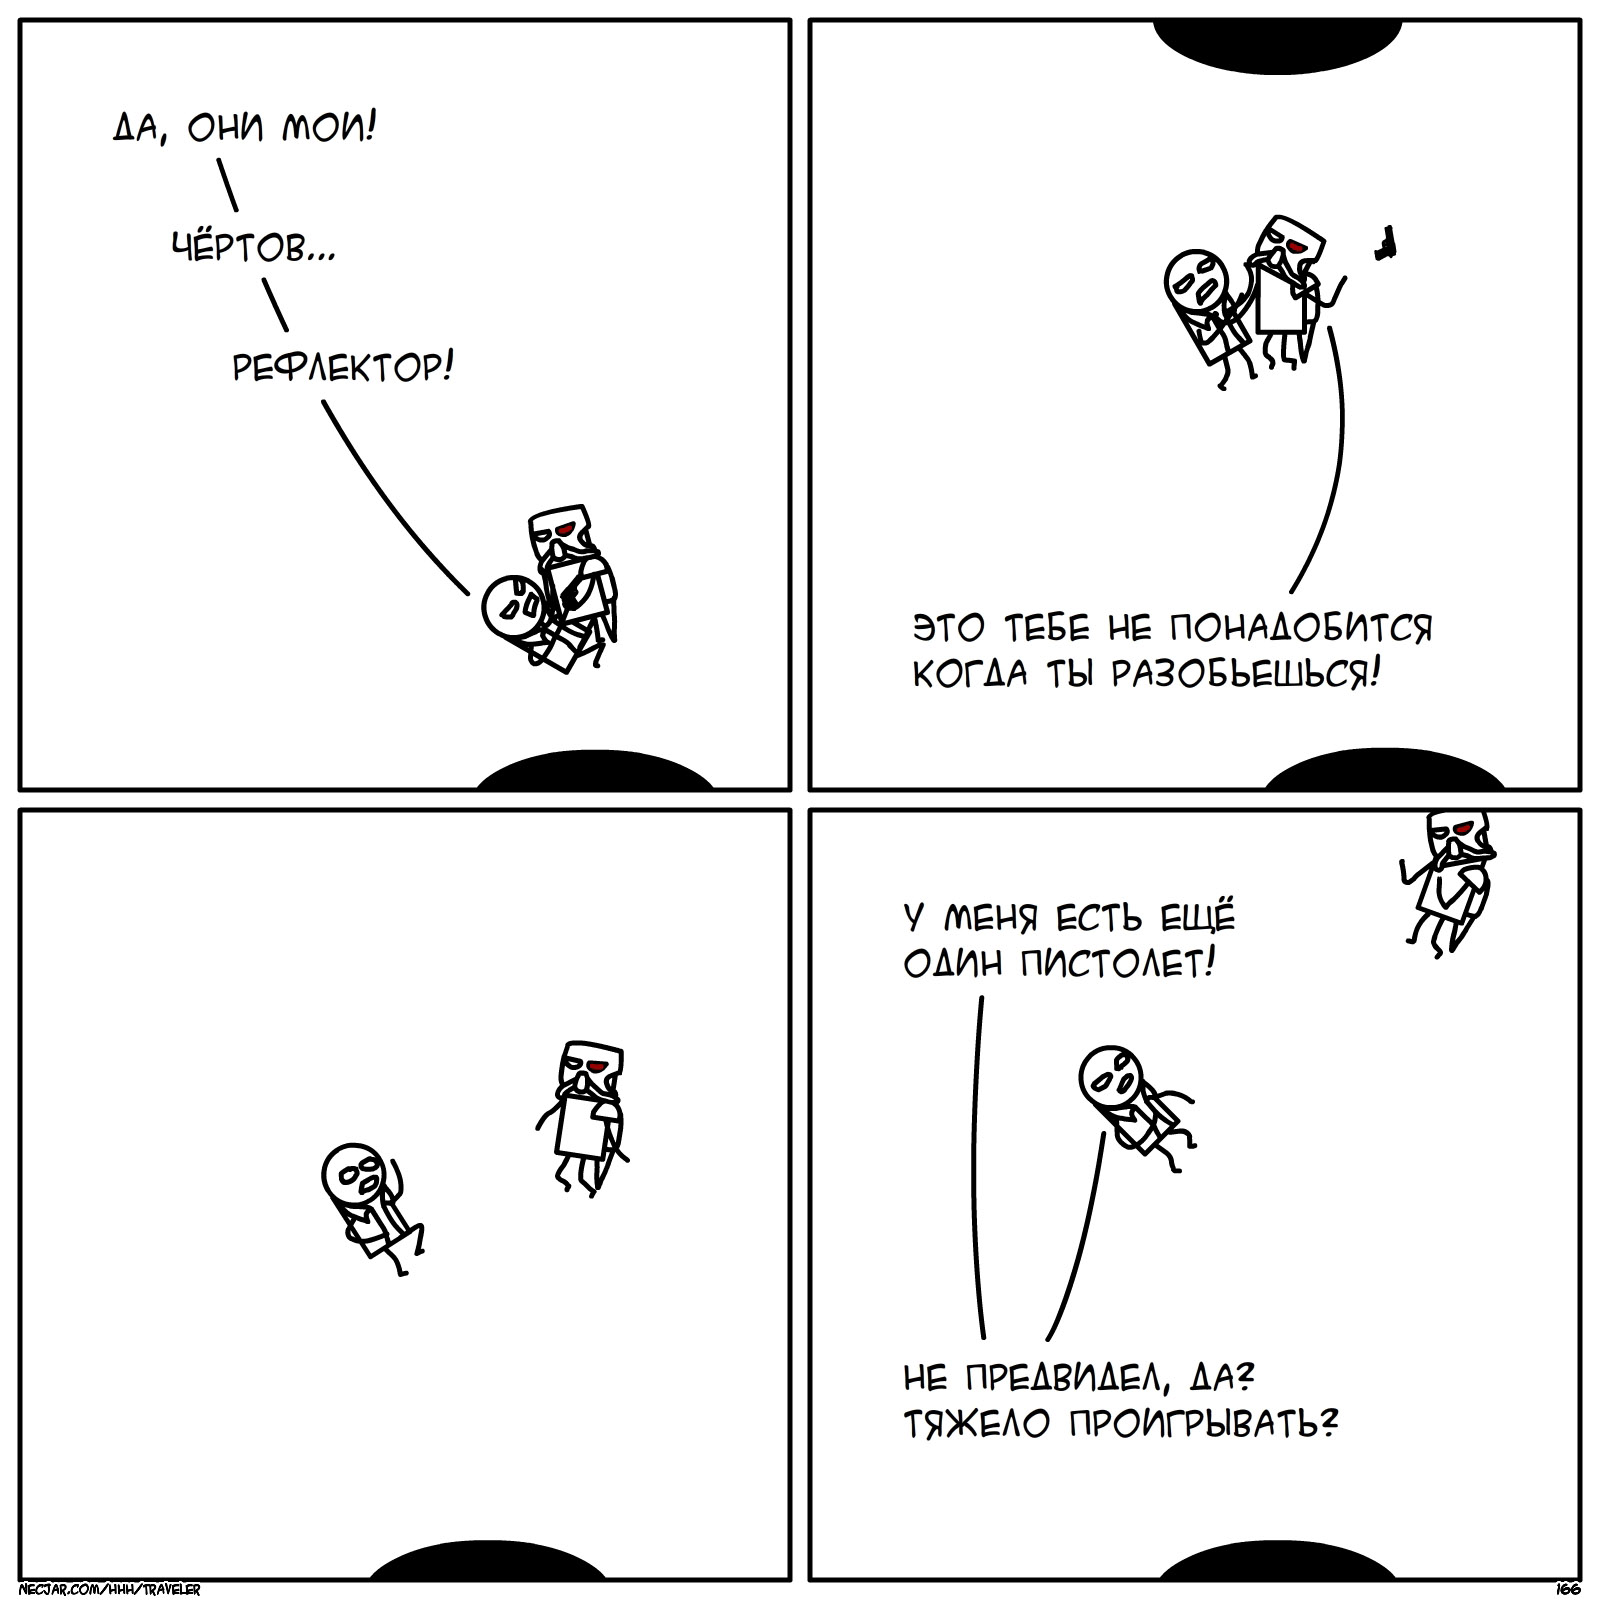 ДА, ОНИ МОИ!
ЧЁРТОВ...
РЕФЛЕКТОР!
ЭТО ТЕБЕ НЕ ПОНАДОБИТСЯ
КОГДА ТЫ РАЗОБЬЕШЬСЯ!
У МЕНЯ ЕСТЬ ЕЩЁ
ОДИН ПИСТОЛЕТ!
НЕ ПРЕДВИДЕЛ, ДА?
ТЯЖЕЛО ПРОИГРЫВАТЬ?
NECJAR.COM/HHH/TRAVELER
166